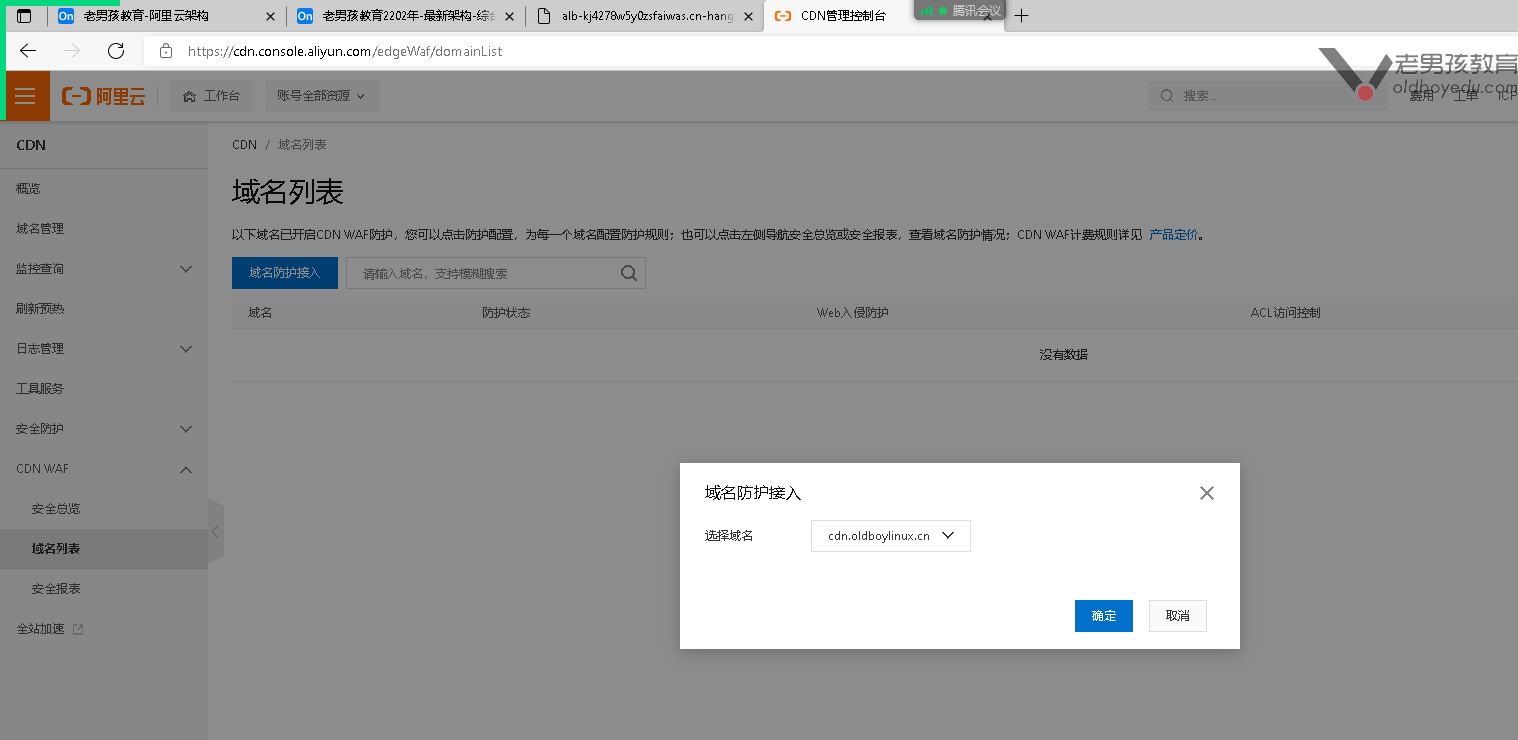 老男孩教育-阿里云架构
老男孩教育2202年-最新架构-综合
alb-kj4278w5y0zsfaiwas.cn-hang
CDN管理控制台
腾讯会议
https://cdn.console.aliyun.com/edgeWaf/domainList
老男孩教育
oldboyedu.com
阿里云
工作台
账号全部资源
搜索...
费用
工单
ICP
CDN
概览
域名管理
监控查询
刷新预热
日志管理
工具服务
安全防护
CDN WAF
安全总览
域名列表
安全报表
全站加速
CDN / 域名列表
域名列表
以下域名已开启CDN WAF防护，您可以点击防护配置，为每一个域名配置防护规则；也可以点击左侧导航安全总览或安全报表，查看域名防护情况；CDN WAF计费规则详见 产品定价。
域名防护接入
请输入域名，支持模糊搜索
域名 防护状态 Web入侵防护 ACL访问控制
没有数据
域名防护接入
选择域名 cdn.oldboylinux.cn
确定 取消